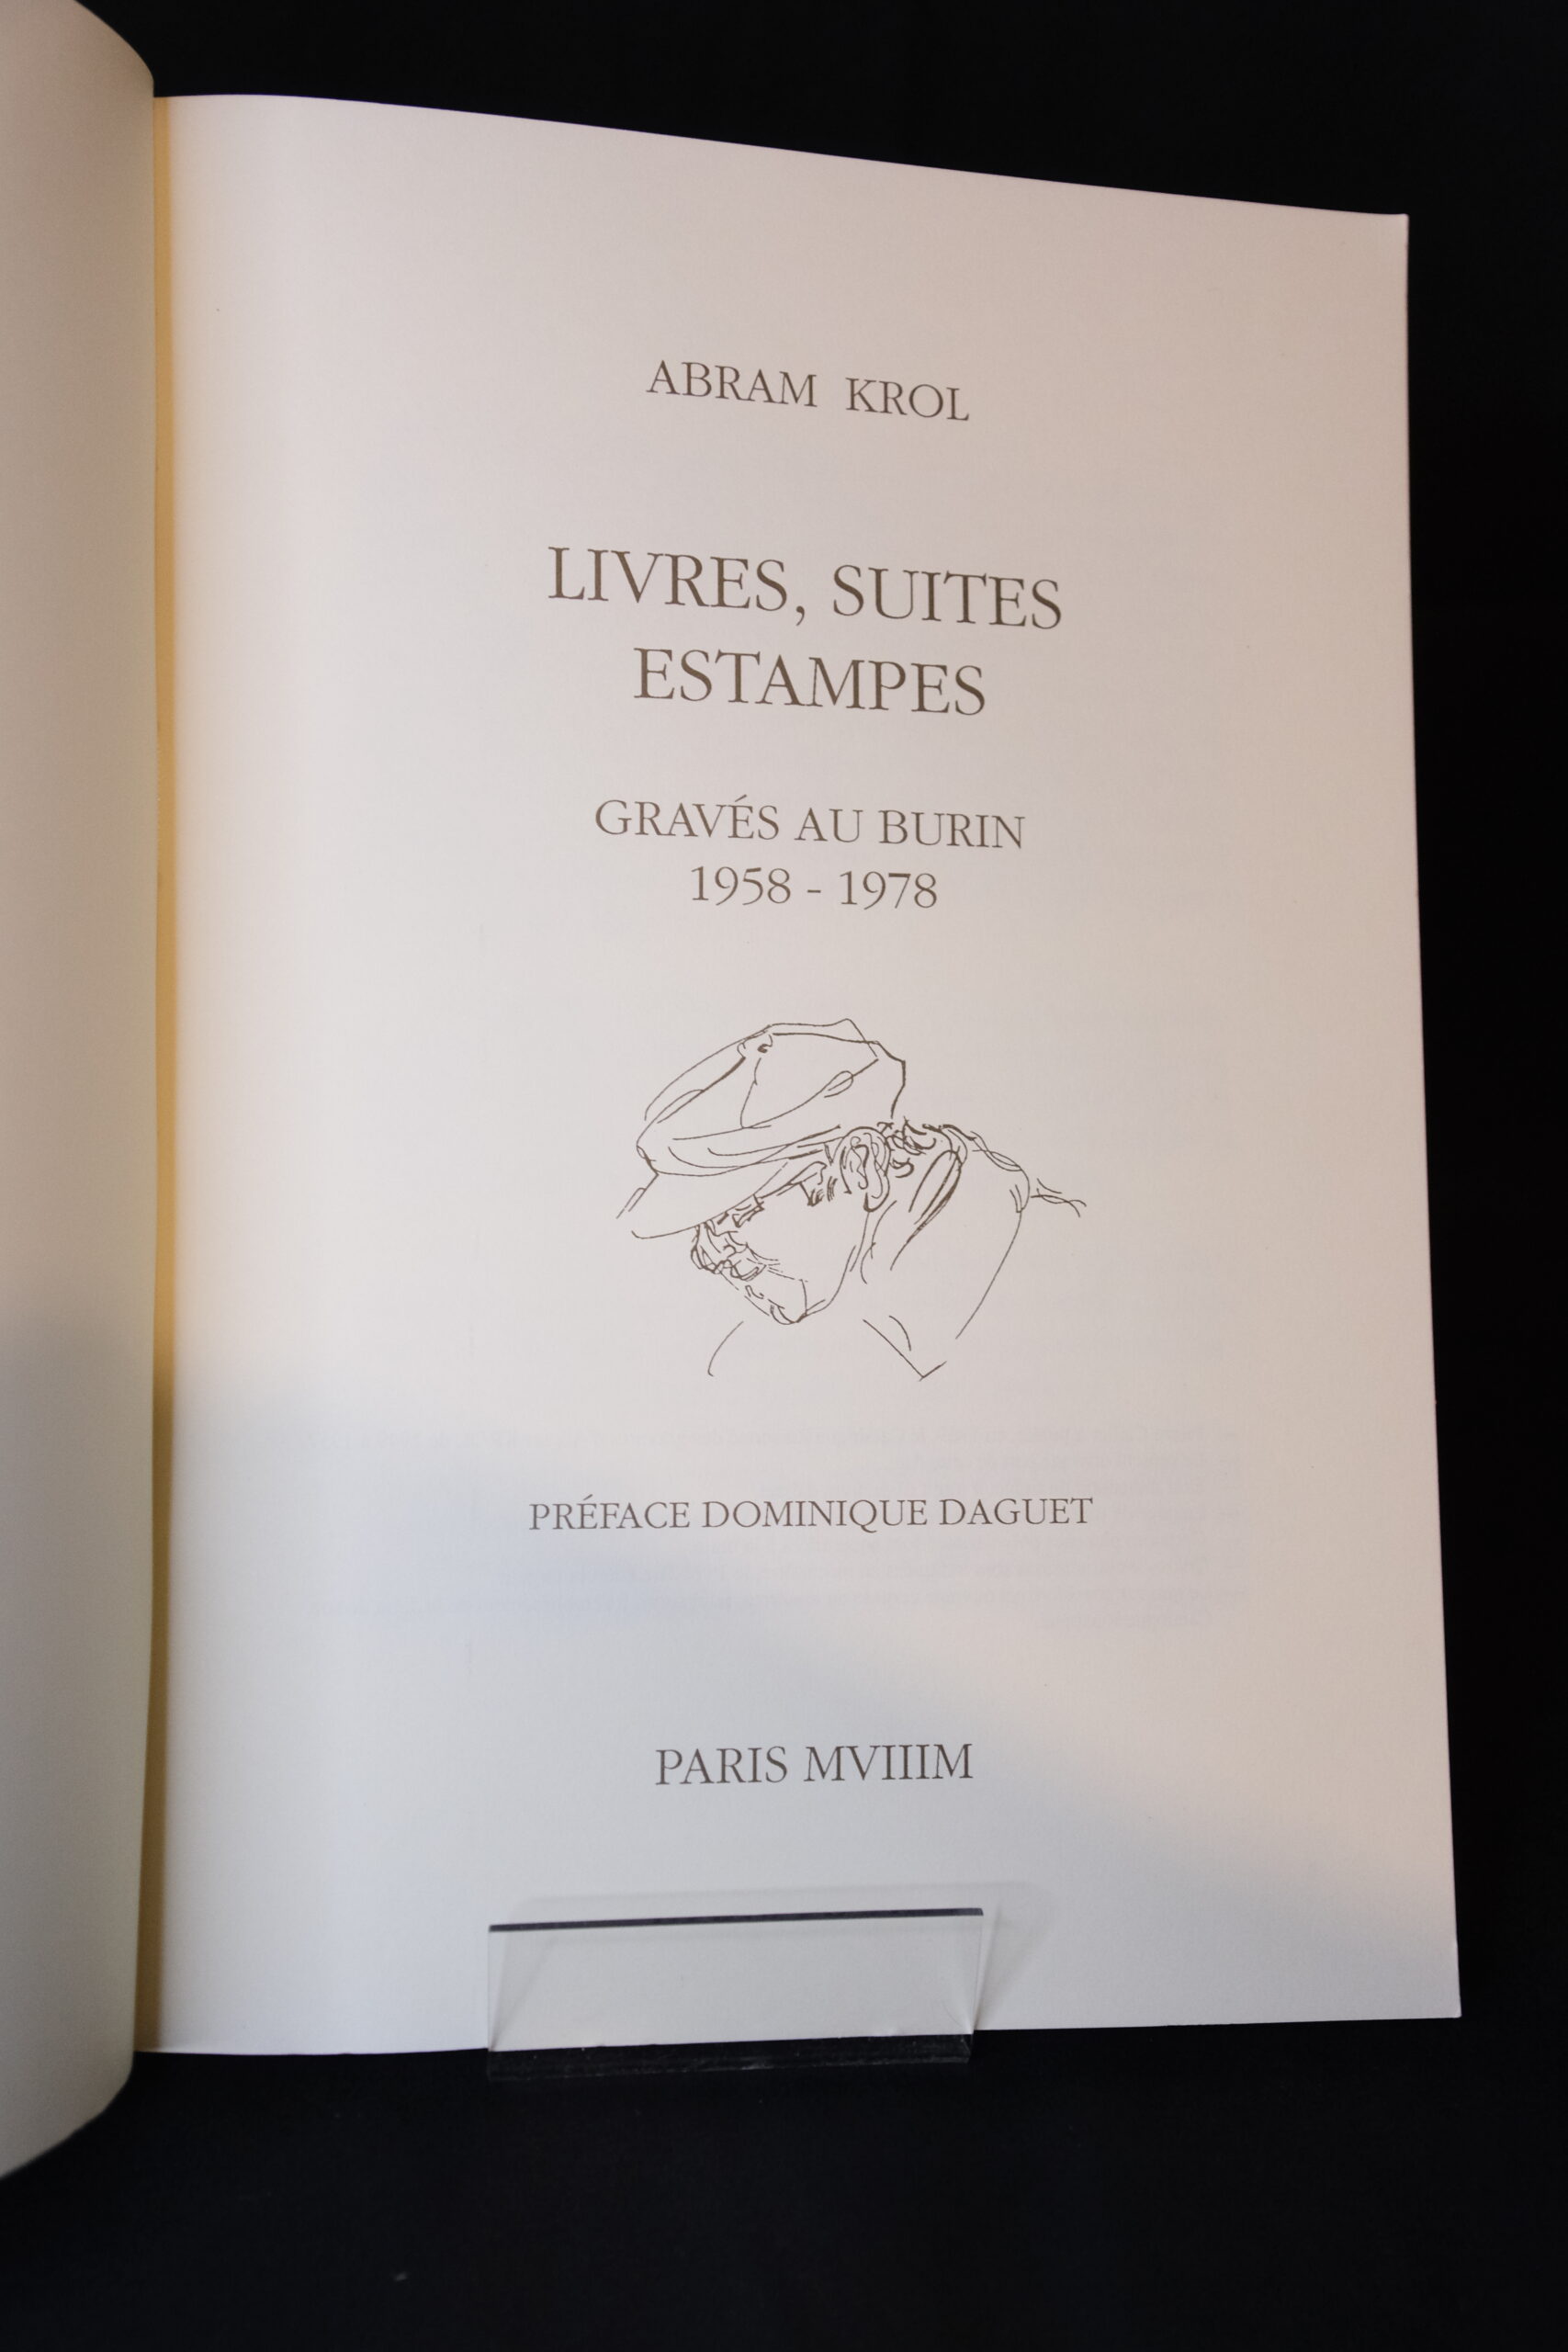 ABRAM KROL
LIVRES, SUITES
ESTAMPES
GRAVÉS AU BURIN
1958 - 1978
PRÉFACE DOMINIQUE DAGUET
PARIS MVIIIM